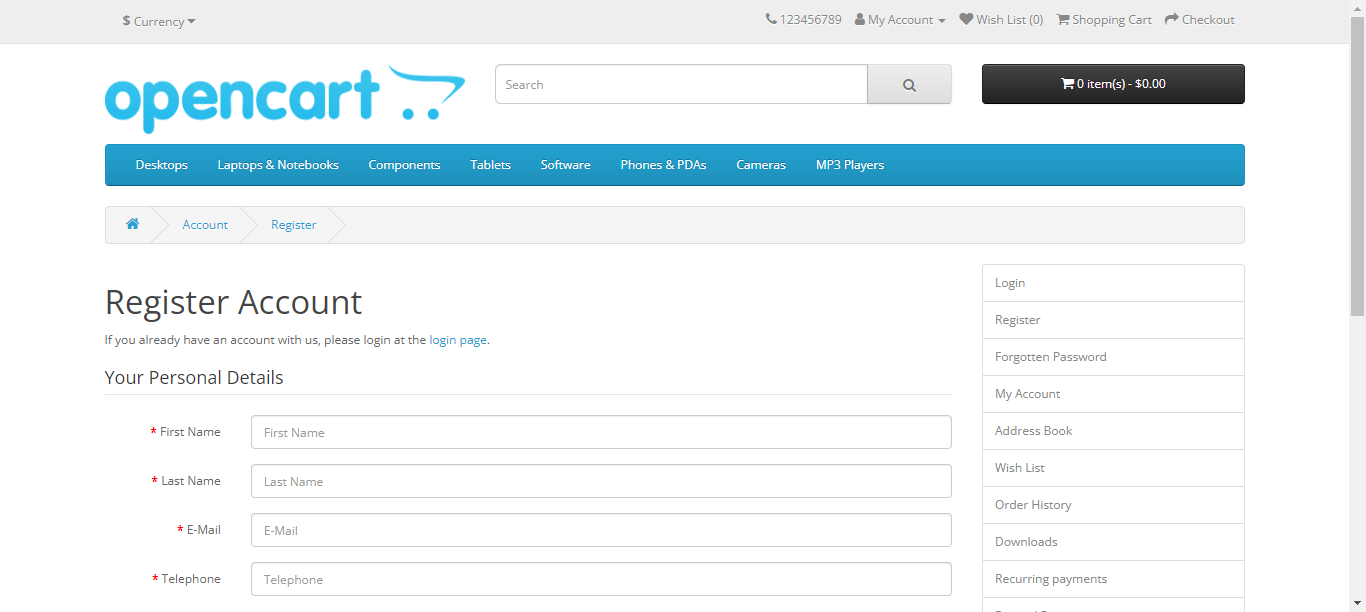 $ Currency
123456789 My Account Wish List (0) Shopping Cart Checkout
opencart
Search
0 item(s) - $0.00
Desktops Laptops & Notebooks Components Tablets Software Phones & PDAs Cameras MP3 Players
Account Register
Register Account
If you already have an account with us, please login at the login page.
Your Personal Details
* First Name First Name
* Last Name Last Name
* E-Mail E-Mail
* Telephone Telephone
Login
Register
Forgotten Password
My Account
Address Book
Wish List
Order History
Downloads
Recurring payments